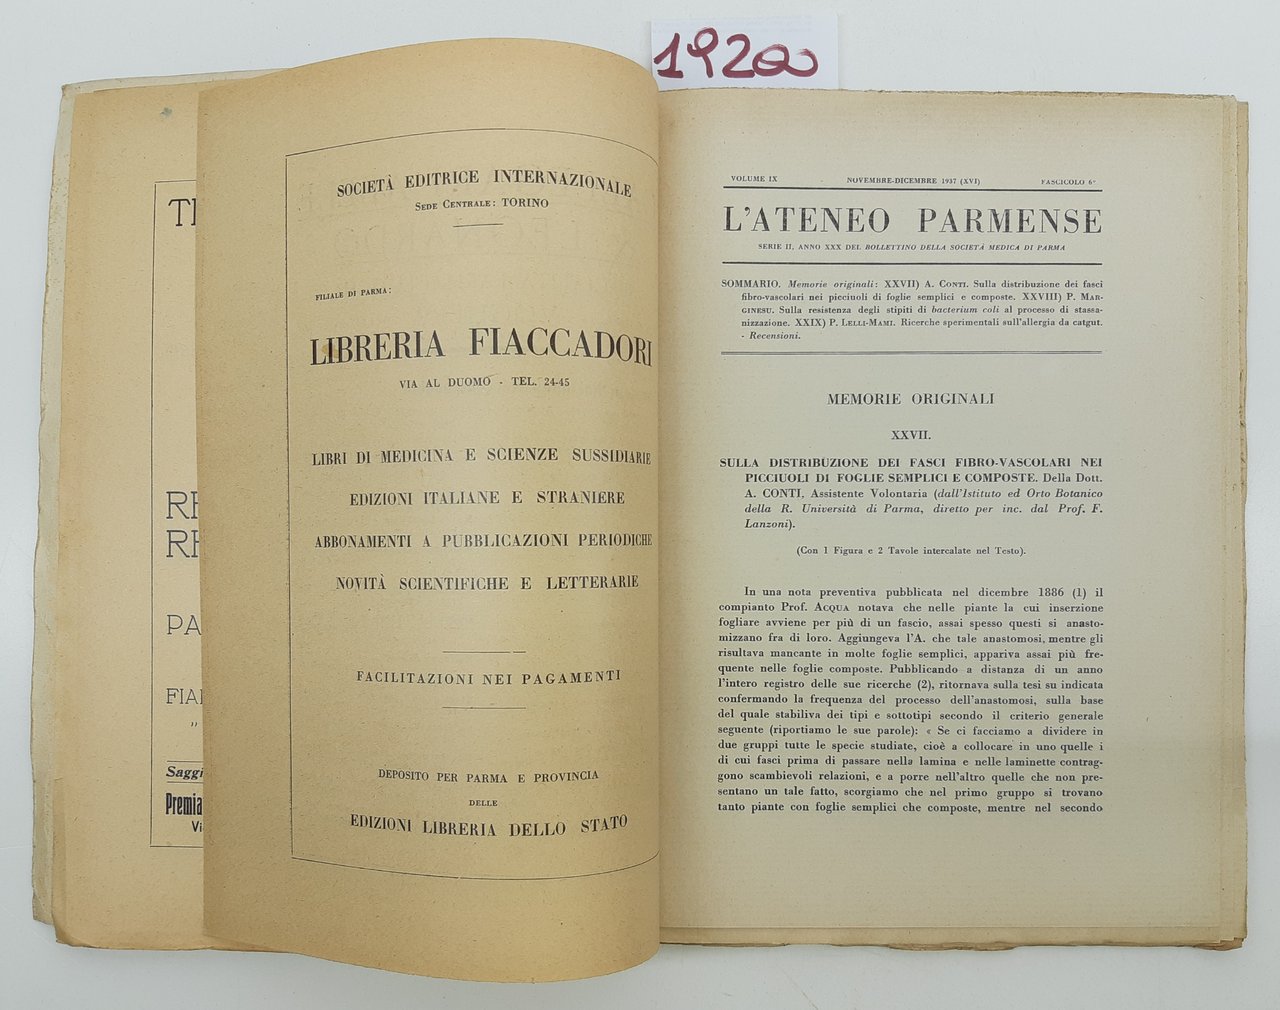 19200
SOCIETÀ EDITRICE INTERNAZIONALE
SEDE CENTRALE: TORINO
FILIALE DI PARMA:
LIBRERIA FIACCADORI
VIA AL DUOMO - TEL. 24-45
LIBRI DI MEDICINA E SCIENZE SUSSIDIARIE
EDIZIONI ITALIANE E STRANIERE
ABBONAMENTI A PUBBLICAZIONI PERIODICHE
NOVITÀ SCIENTIFICHE E LETTERARIE
FACILITAZIONI NEI PAGAMENTI
DEPOSITO PER PARMA E PROVINCIA
DELLE
EDIZIONI LIBRERIA DELLO STATO
VOLUME IX NOVEMBRE-DICEMBRE 1937 (XVI) FASCICOLO 6°
L'ATENEO PARMENSE
SERIE II, ANNO XXX DEL BOLLETTINO DELLA SOCIETÀ MEDICA DI PARMA
SOMMARIO. Memorie originali: XXVII) A. CONTI. Sulla distribuzione dei fasci
fibro-vascolari nei picciuoli di foglie semplici e composte. XXVIII) P. MAR-
GINESU. Sulla resistenza degli stipiti di bacterium coli al processo di stassa-
nizzazione. XXIX) P. LELLI-MAMI. Ricerche sperimentali sull'allergia da catgut.
- Recensioni.
MEMORIE ORIGINALI
XXVII.
SULLA DISTRIBUZIONE DEI FASCI FIBRO-VASCOLARI NEI
PICCIUOLI DI FOGLIE SEMPLICI E COMPOSTE. Della Dott.
A. CONTI, Assistente Volontaria (dall'Istituto ed Orto Botanico
della R. Università di Parma, diretto per inc. dal Prof. F.
Lanzoni).
(Con 1 Figura e 2 Tavole intercalate nel Testo).
In una nota preventiva pubblicata nel dicembre 1886 (1) il
compianto Prof. ACQUA notava che nelle piante la cui inserzione
fogliare avviene per più di un fascio, assai spesso questi si anasto-
mizzano fra di loro. Aggiungeva l'A. che tale anastomosi, mentre gli
risultava mancante in molte foglie semplici, appariva assai più fre-
quente nelle foglie composte. Pubblicando a distanza di un anno
l'intero registro delle sue ricerche (2), ritornava sulla tesi su indicata
confermando la frequenza del processo dell'anastomosi, sulla base
del quale stabiliva dei tipi e sottotipi secondo il criterio generale
seguente (riportiamo le sue parole): « Se ci facciamo a dividere in
due gruppi tutte le specie studiate, cioè a collocare in uno quelle i
di cui fasci prima di passare nella lamina e nelle laminette contrag-
gono scambievoli relazioni, e a porre nell'altro quelle che non pre-
sentano un tale fatto, scorgiamo che nel primo gruppo si trovano
tanto piante con foglie semplici che composte, mentre nel secondo
RE
RE
PA
FIAI
"
Saggi
Premia
Vi